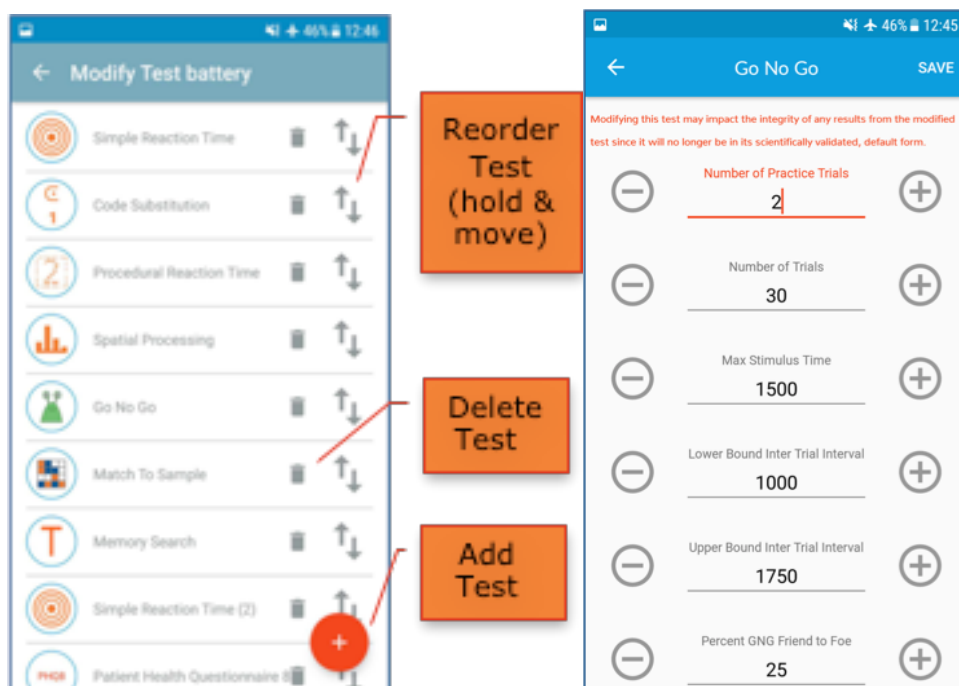 46% 12:46
Modify Test battery
Simple Reaction Time
C
1
Code Substitution
2
Procedural Reaction Time
Spatial Processing
Go No Go
Match To Sample
T
Memory Search
Simple Reaction Time (2)
+
PHQ8
Patient Health Questionnaire 8
Reorder
Test
(hold &
move)
Delete
Test
Add
Test
46% 12:45
Go No Go SAVE
Modifying this test may impact the integrity of any results from the modified
test since it will no longer be in its scientifically validated, default form.
Number of Practice Trials
2
Number of Trials
30
Max Stimulus Time
1500
Lower Bound Inter Trial Interval
1000
Upper Bound Inter Trial Interval
1750
Percent GNG Friend to Foe
25